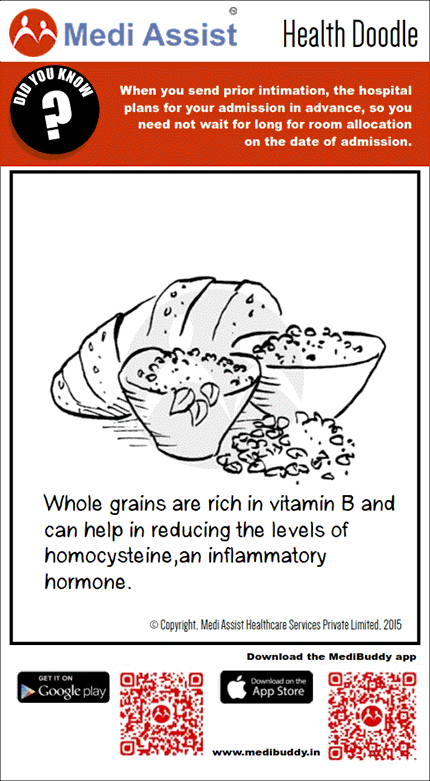 ®
Medi Assist
Health Doodle
DID YOU KNOW
?
When you send prior intimation, the hospital
plans for your admission in advance, so you
need not wait for long for room allocation
on the date of admission.
Whole grains are rich in vitamin B and
can help in reducing the levels of
homocysteine,an inflammatory
hormone.
© Copyright, Medi Assist Healthcare Services Private Limited, 2015
Download the MediBuddy app
GET IT ON
Google play
Download on the
App Store
www.medibuddy.in